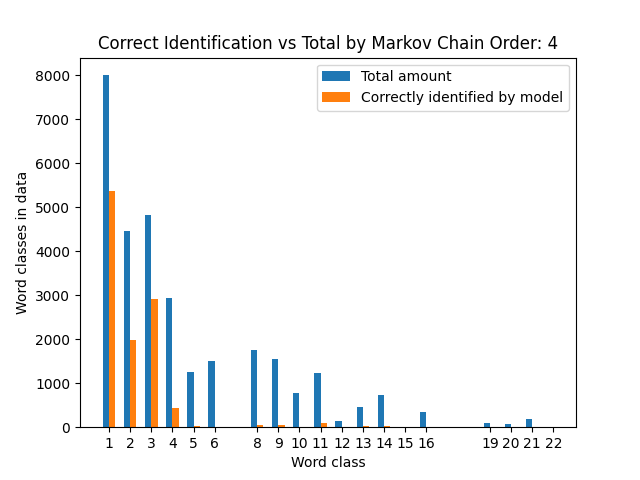 Correct Identification vs Total by Markov Chain Order: 4
Total amount
Correctly identified by model
8000
7000
6000
5000
4000
3000
2000
1000
0
Word classes in data
1 2 3 4 5 6 8 9 10 11 12 13 14 15 16 19 20 21 22
Word class